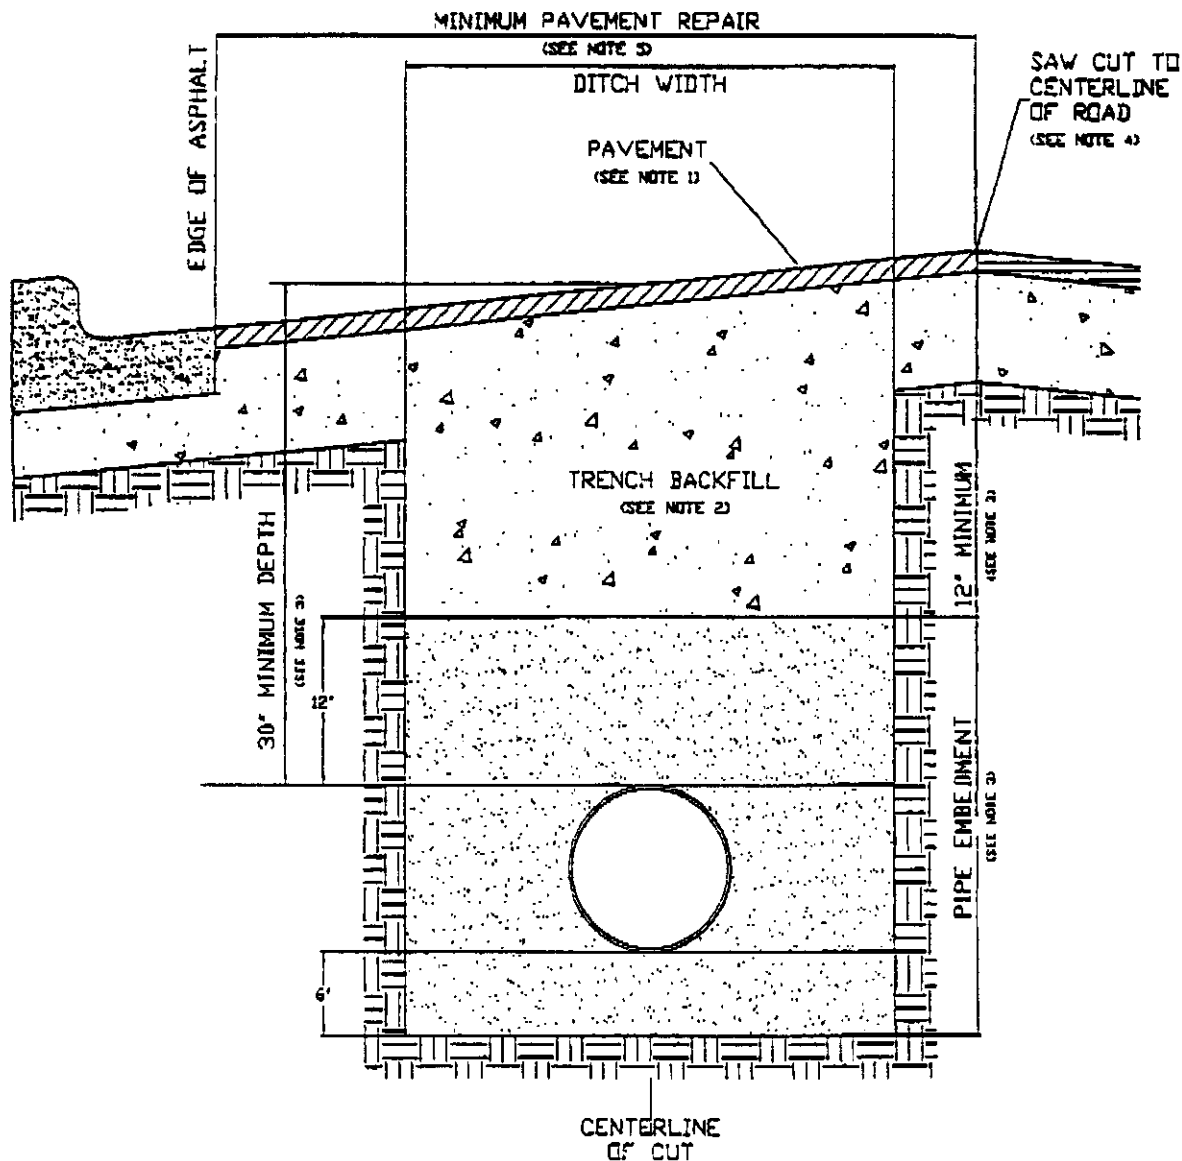 MINIMUM PAVEMENT REPAIR
(SEE NOTE 5)
DITCH WIDTH
SAW CUT TO
CENTERLINE
OF ROAD
(SEE NOTE 4)
EDGE OF ASPHALT
PAVEMENT
(SEE NOTE 1)
TRENCH BACKFILL
(SEE NOTE 2)
30" MINIMUM DEPTH
(SEE NOTE 3)
12" MINIMUM
(SEE NOTE 3)
12"
PIPE EMBEDMENT
(SEE NOTE 3)
6"
CENTERLINE
OF CUT